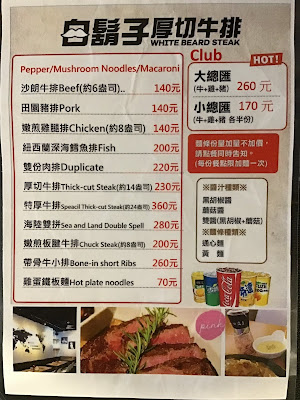 白鬍子厚切牛排
WHITE BEARD STEAK
Pepper/Mushroom Noodles/Macaroni
沙朗牛排Beef(約6盎司).. 140元
田園豬排Pork 140元
嫩煎雞腿排Chicken(約8盎司) 140元
紐西蘭深海鱈魚排Fish 200元
雙份肉排Duplicate 220元
厚切牛排Thick-cut Steak(約14盎司) 230元
特厚牛排Speacil Thick-cut Steak(約24盎司) 360元
海陸雙拼Sea and Land Double Spell 280元
嫩煎板腱牛排Chuck Steak(約8盎司) 200元
帶骨牛小排Bone-in short Ribs 260元
雞蛋鐵板麵Hot plate noodles 70元
Club
HOT!
大總匯 260元
(牛+雞+豬)
小總匯 170元
(牛+雞+豬 各半份)
麵條份量加量不加價,
請點餐同時告知。
(每份餐點限加麵一次)
※醬汁種類※
黑胡椒醬
蘑菇醬
雙醬(黑胡椒+蘑菇)
※麵條種類※
通心麵
黃 麵
Coca-Cola
pink